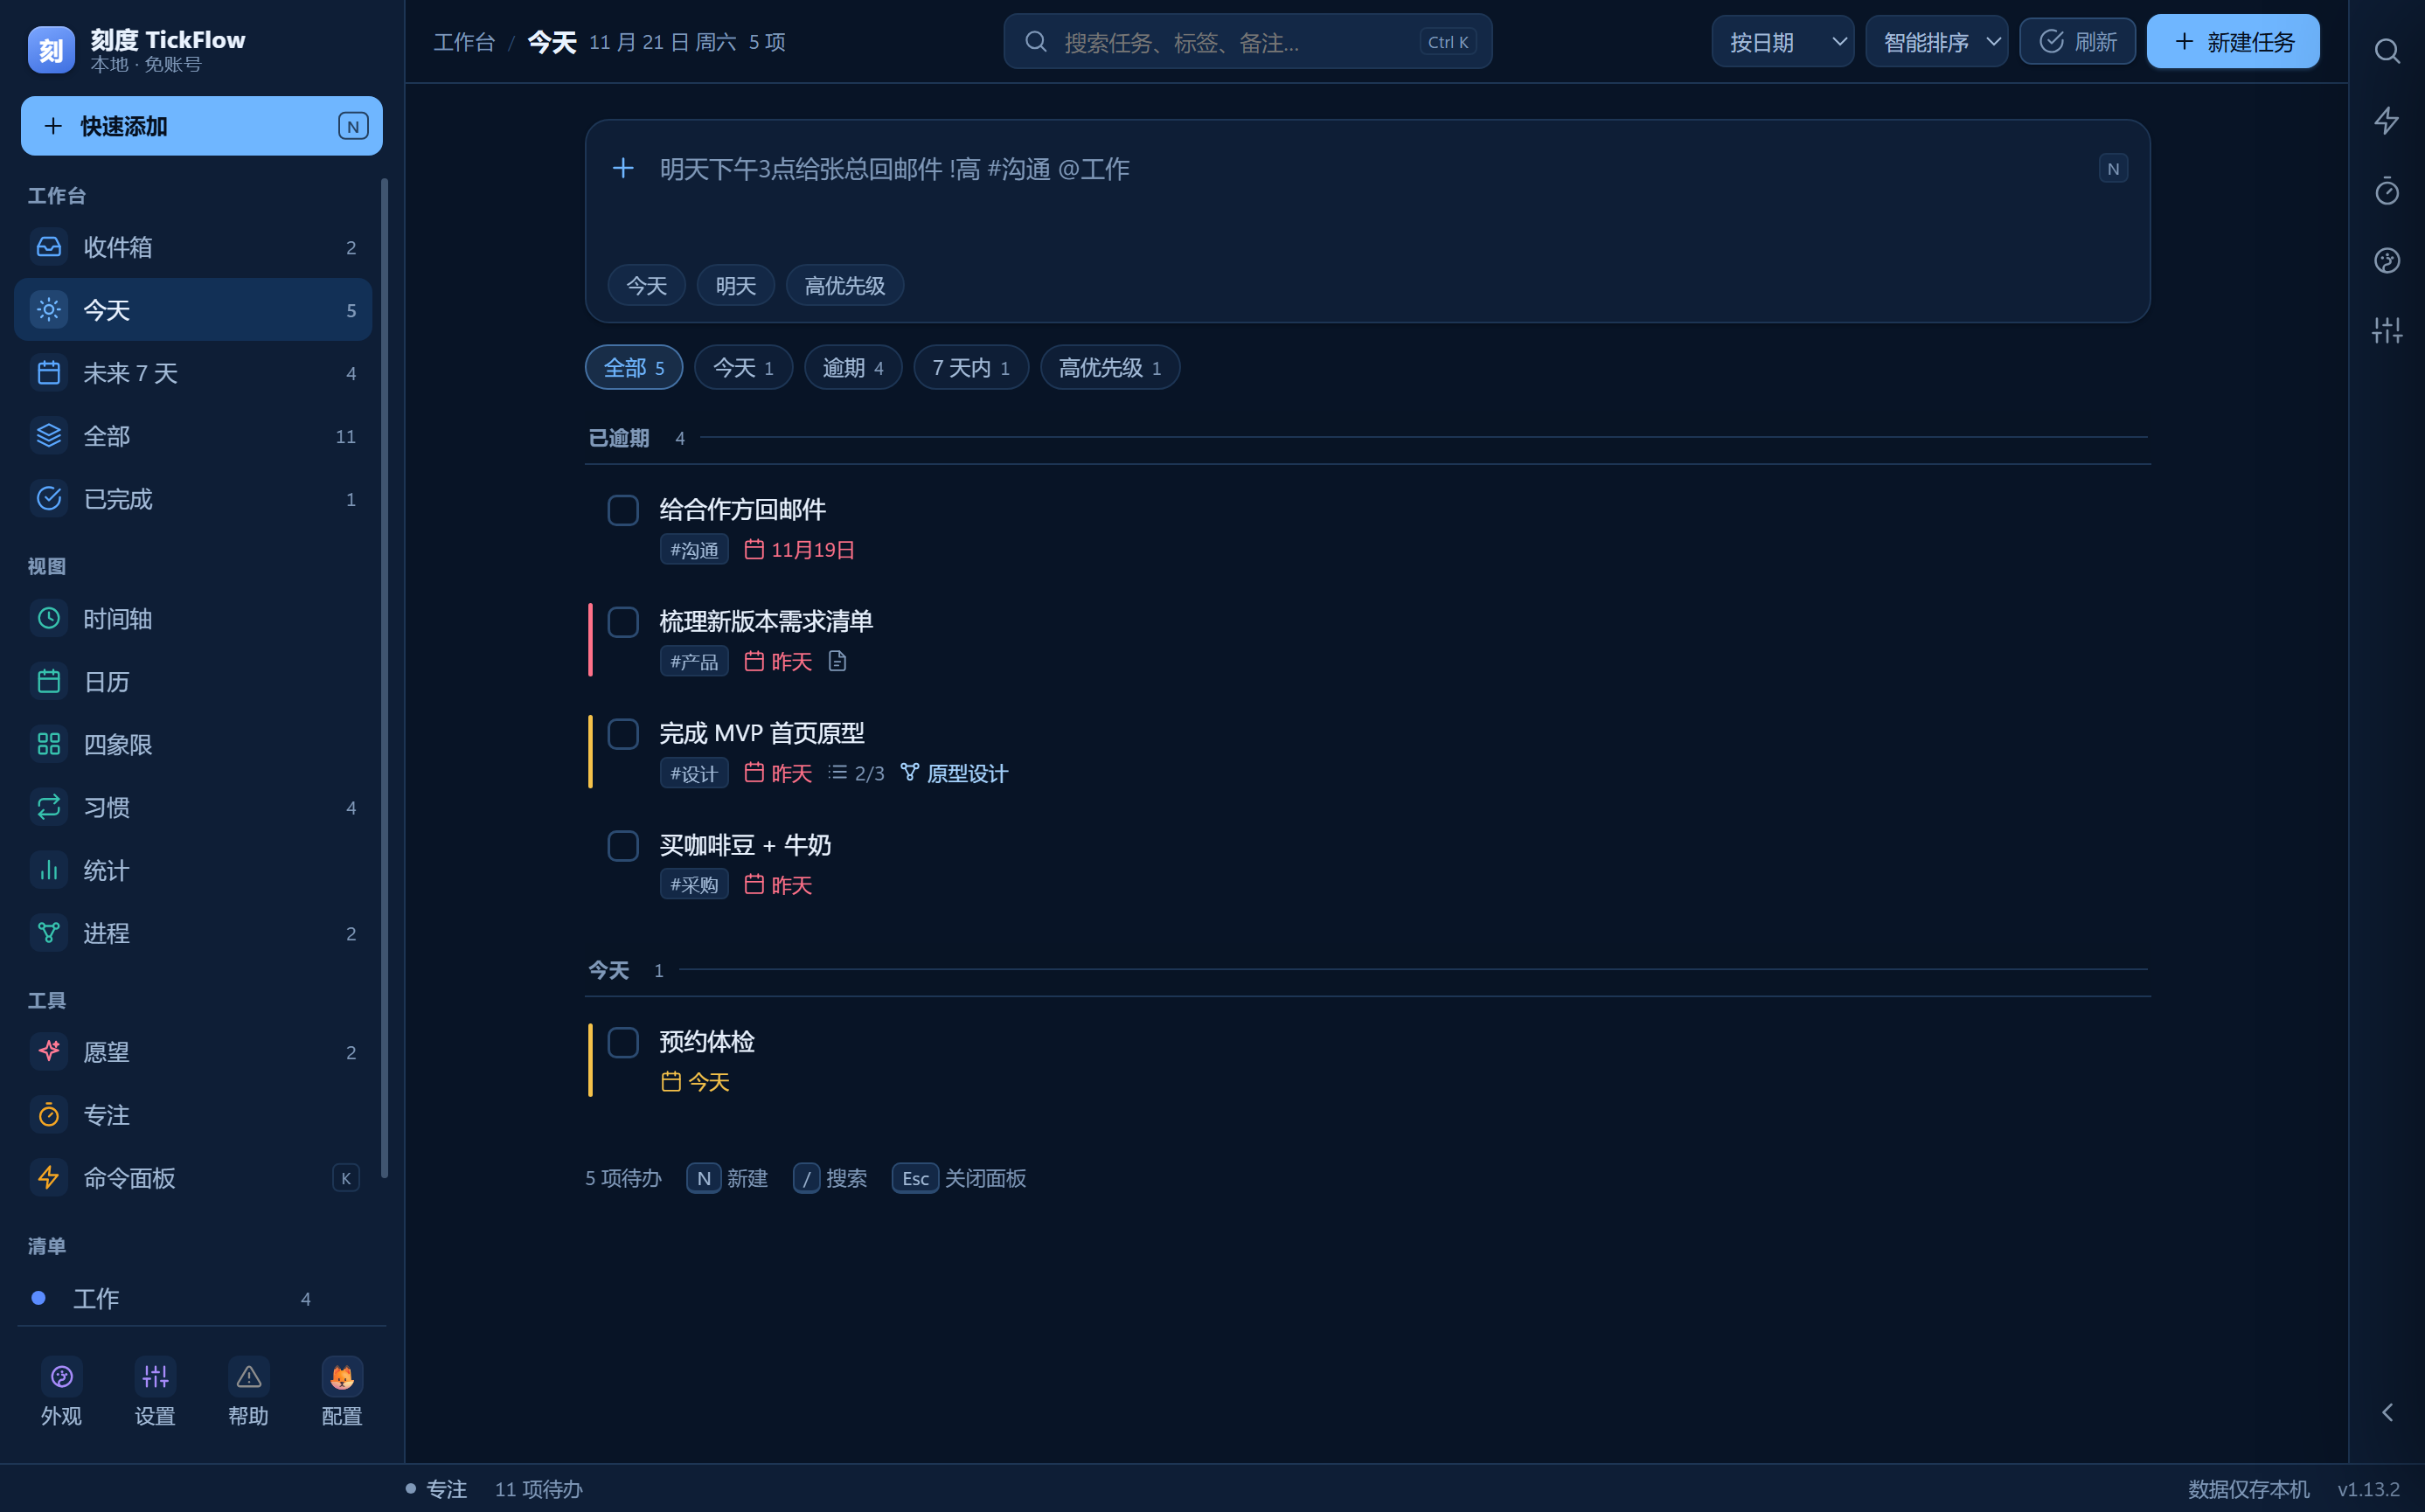 刻 刻度 TickFlow
本地 · 免账号
快速添加 N
工作台
收件箱 2
今天 5
未来 7 天 4
全部 11
已完成 1
视图
时间轴
日历
四象限
习惯 4
统计
进程 2
工具
愿望 2
专注
命令面板 K
清单
工作 4
外观 设置 帮助 配置
工作台 / 今天 11 月 21 日 周六 5 项
搜索任务、标签、备注... Ctrl K
按日期 智能排序 刷新 新建任务
明天下午3点给张总回邮件 !高 #沟通 @工作 N
今天 明天 高优先级
全部 5 今天 1 逾期 4 7 天内 1 高优先级 1
已逾期 4
给合作方回邮件
#沟通 11月19日
梳理新版本需求清单
#产品 昨天
完成 MVP 首页原型
#设计 昨天 2/3 原型设计
买咖啡豆 + 牛奶
#采购 昨天
今天 1
预约体检
今天
5 项待办 N 新建 / 搜索 Esc 关闭面板
专注 11 项待办 数据仅存本机 v1.13.2